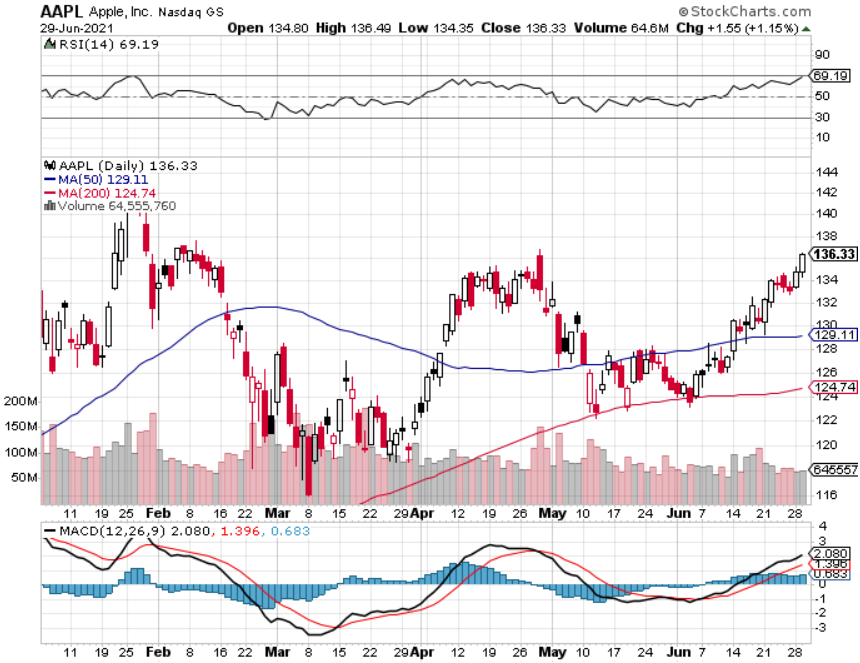 AAPL Apple, Inc. Nasdaq GS
© StockCharts.com
29-Jun-2021
Open 134.80 High 136.49 Low 134.35 Close 136.33 Volume 64.6M Chg +1.55 (+1.15%)
RSI(14) 69.19
90
69.19
50
30
10
AAPL (Daily) 136.33
MA(50) 129.11
MA(200) 124.74
Volume 64,555,760
144
142
140
138
136.33
134
132
130
129.11
128
126
124.74
124
122
120
116
200M
150M
100M
50M
645557
11 19 25 Feb 8 16 22 Mar 8 15 22 29 Apr 12 19 26 May 10 17 24 Jun 7 14 21 28
MACD(12,26,9) 2.080, 1.396, 0.683
4
3
2.080
1.396
0.683
0
-1
-2
-3
11 19 25 Feb 8 16 22 Mar 8 15 22 29 Apr 12 19 26 May 10 17 24 Jun 7 14 21 28